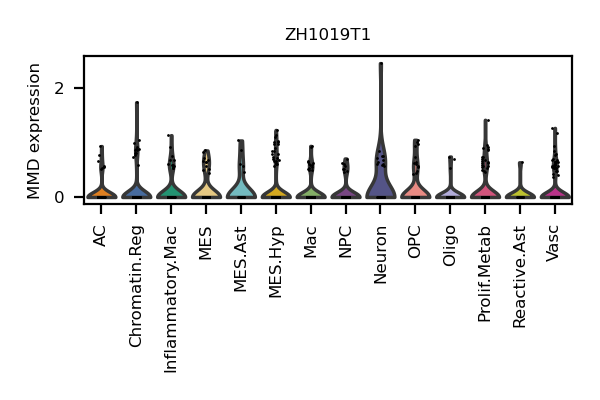 ZH1019T1
MMD expression
2
0
AC
Chromatin.Reg
Inflammatory.Mac
MES
MES.Ast
MES.Hyp
Mac
NPC
Neuron
OPC
Oligo
Prolif.Metab
Reactive.Ast
Vasc